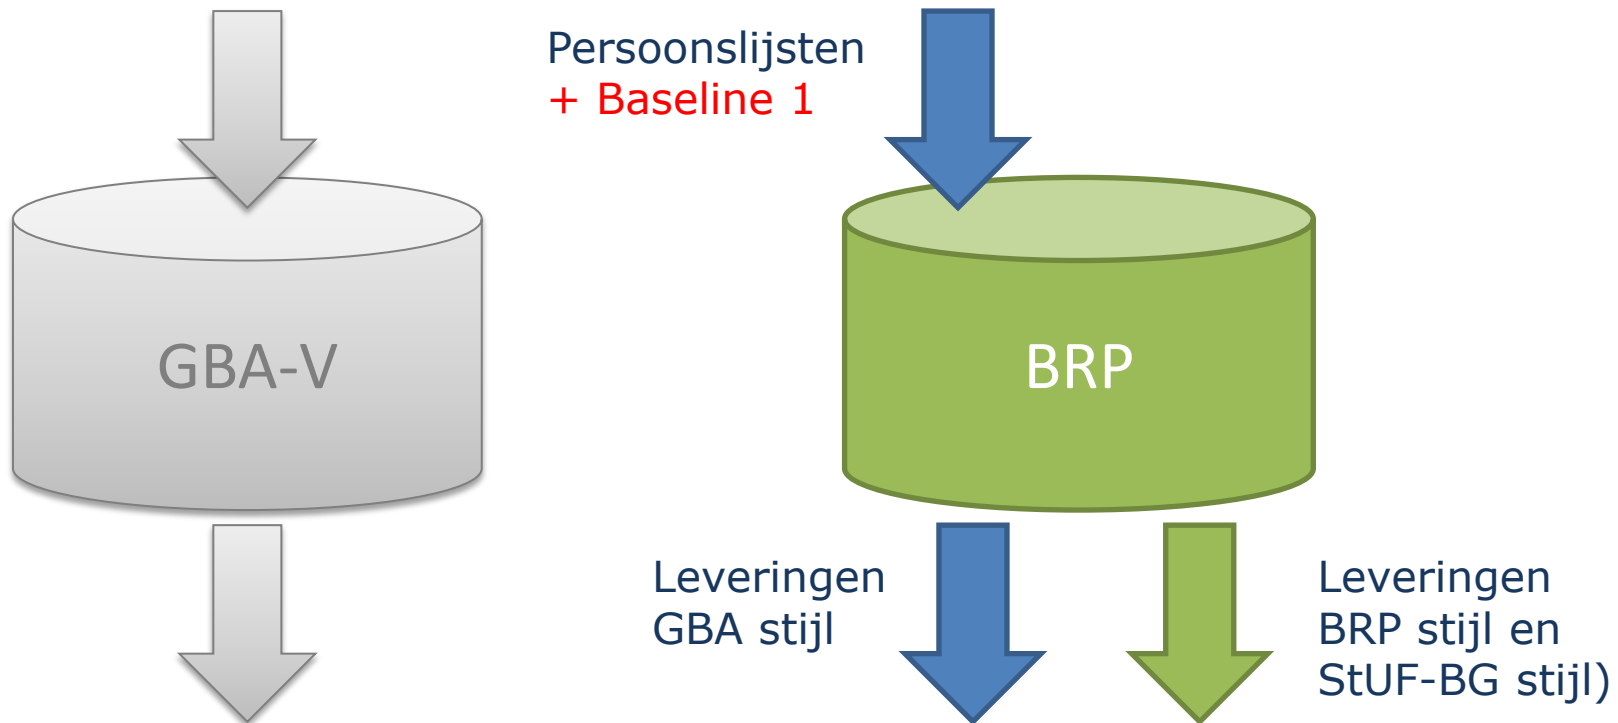 Persoonslijsten
+ Baseline 1
GBA-V
BRP
Leveringen
GBA stijl
Leveringen
BRP stijl en
StUF-BG stijl)